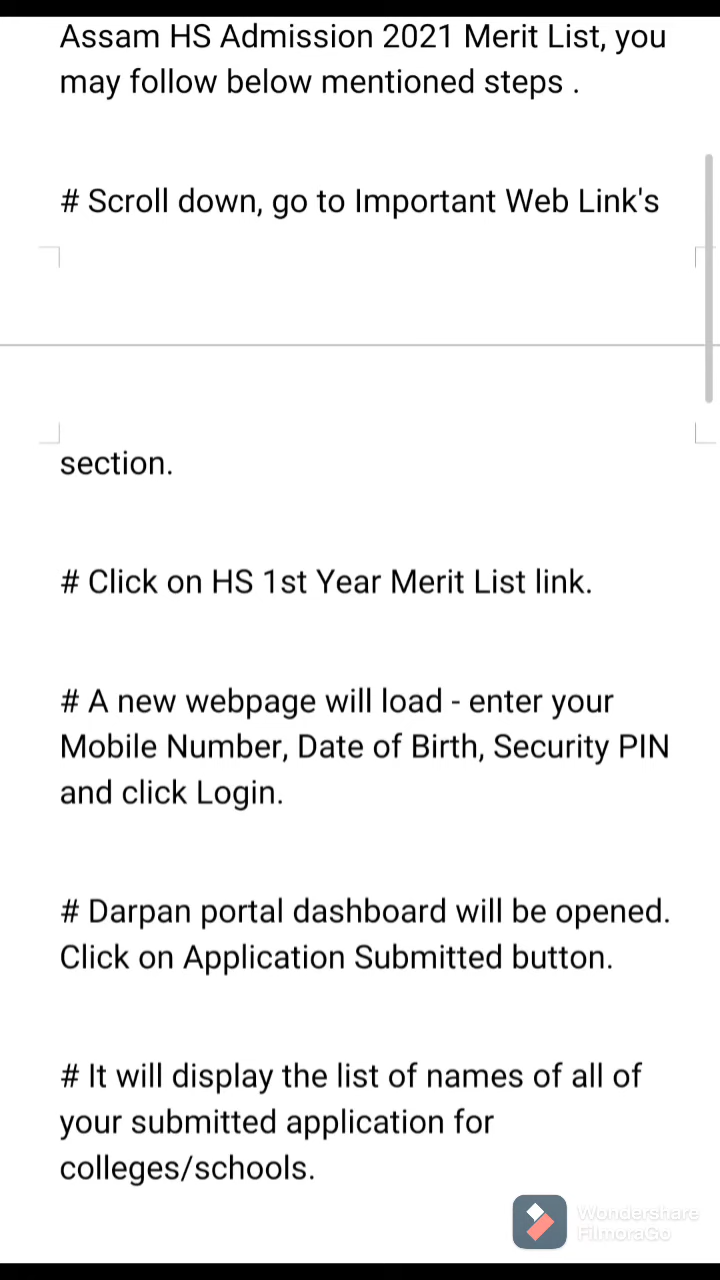 Assam HS Admission 2021 Merit List, you
may follow below mentioned steps .
# Scroll down, go to Important Web Link's
section.
# Click on HS 1st Year Merit List link.
# A new webpage will load - enter your
Mobile Number, Date of Birth, Security PIN
and click Login.
# Darpan portal dashboard will be opened.
Click on Application Submitted button.
# It will display the list of names of all of
your submitted application for
colleges/schools.
Wondershare
FilmoraGo